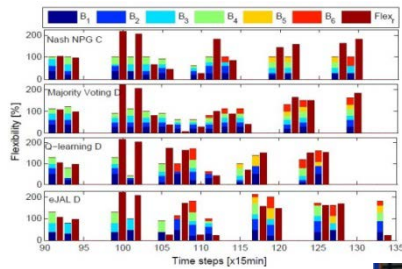 B₁ B₂ B₃ B₄ B₅ B₆ Flexᵣ
Nash NPG C
200
100
0
Majority Voting D
200
100
0
Q-learning D
200
100
0
eJAL D
200
100
0
Flexibility [%]
90 95 100 105 110 115 120 125 130 135
Time steps [x15min]